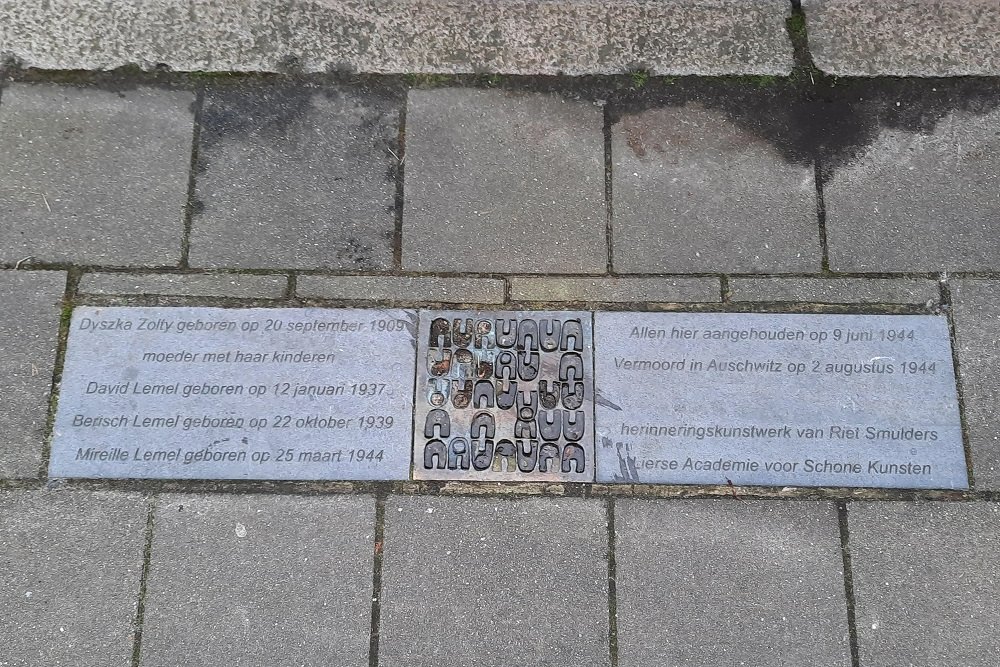 Dyszka Zolty geboren op 20 september 1909
moeder met haar kinderen
David Lemel geboren op 12 januari 1937
Berisch Lemel geboren op 22 oktober 1939
Mireille Lemel geboren op 25 maart 1944
Allen hier aangehouden op 9 juni 1944
Vermoord in Auschwitz op 2 augustus 1944
herinneringskunstwerk van Riet Smulders
Lierse Academie voor Schone Kunsten